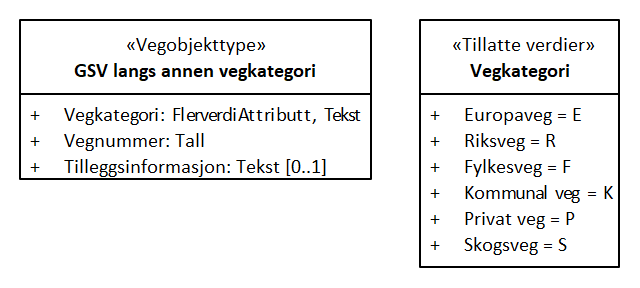 «Vegobjekttype»
GSV langs annen vegkategori
+ Vegkategori: FlerverdiAttributt, Tekst
+ Vegnummer: Tall
+ Tilleggsinformasjon: Tekst [0..1]
«Tillatte verdier»
Vegkategori
+ Europaveg = E
+ Riksveg = R
+ Fylkesveg = F
+ Kommunal veg = K
+ Privat veg = P
+ Skogsveg = S